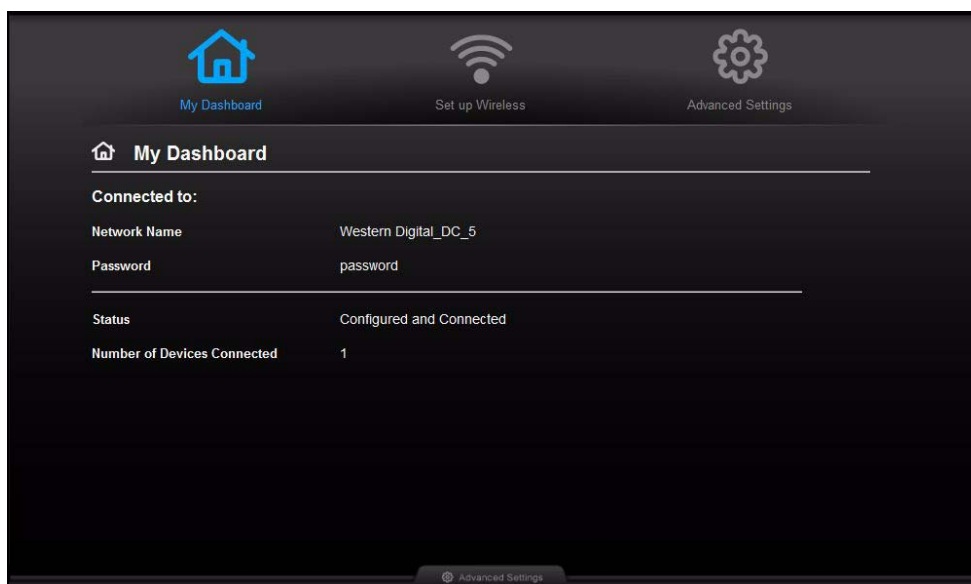 My Dashboard Set up Wireless Advanced Settings
My Dashboard
Connected to:
Network Name Western Digital_DC_5
Password password
Status Configured and Connected
Number of Devices Connected 1
Advanced Settings